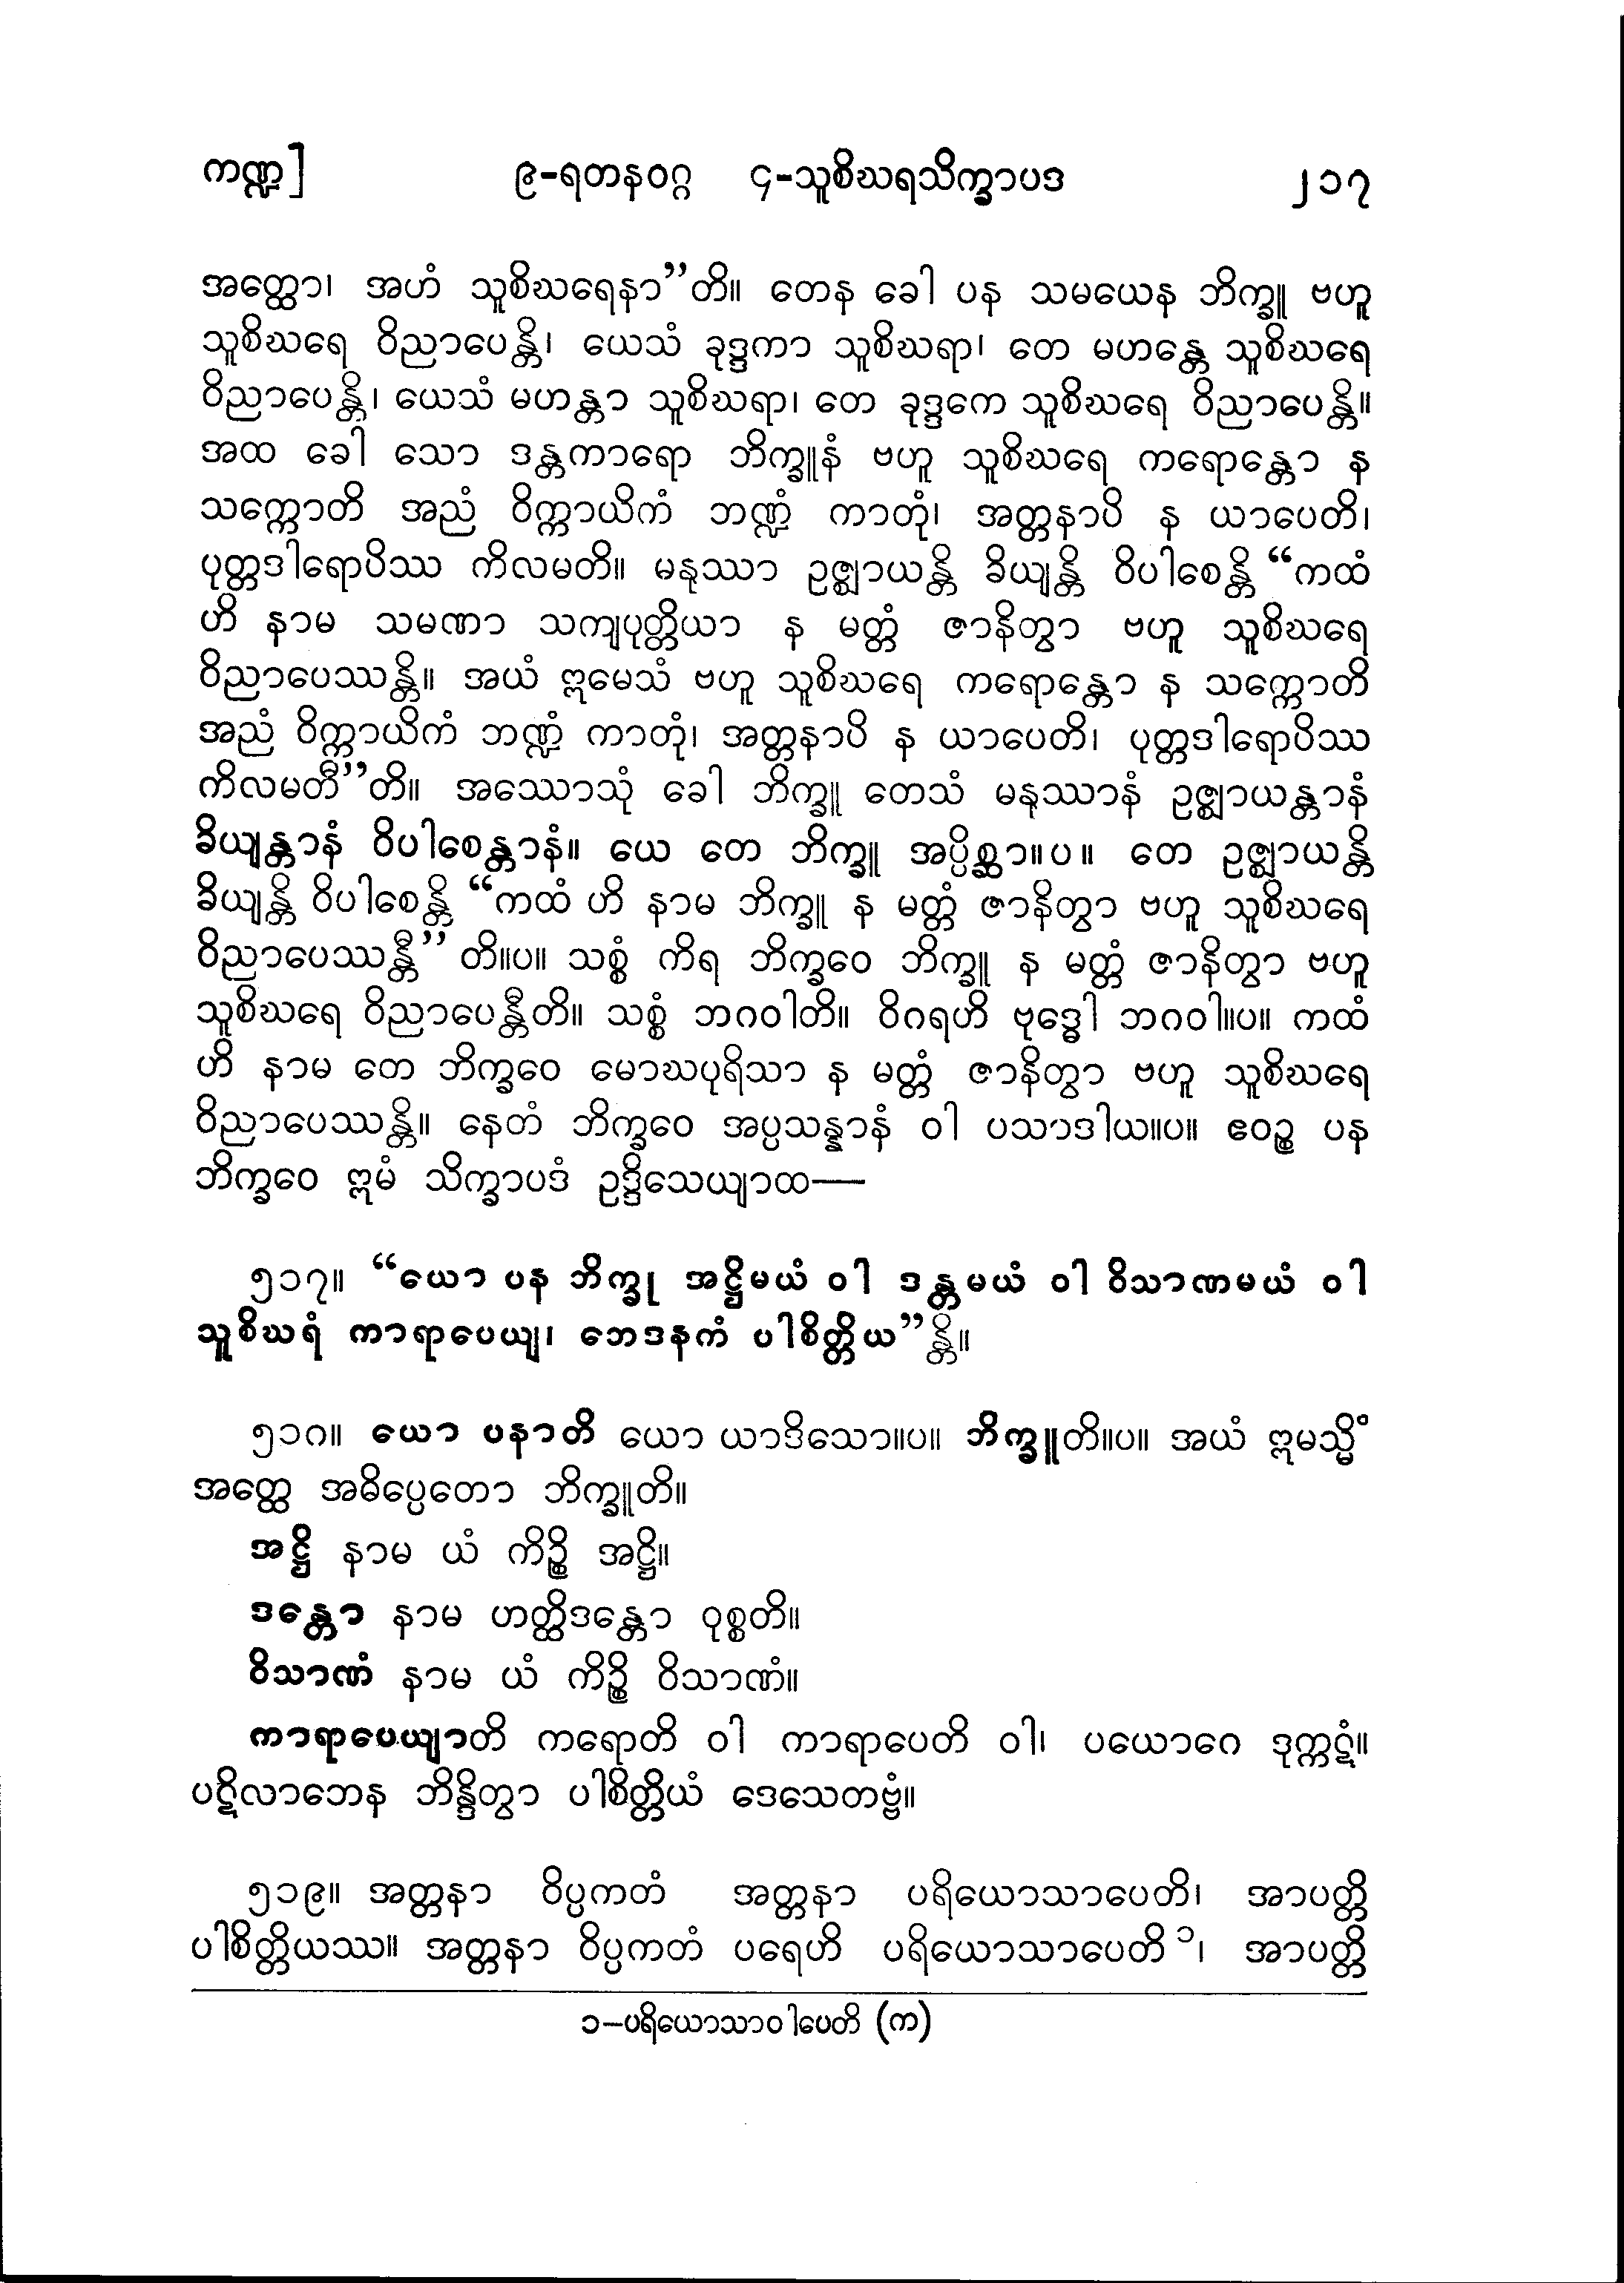 ကဏ္ဍ] ၉-ရတနဝဂ္ဂ ၄-သူစိဃရသိက္ခာပဒ ၂၁၇
အတ္ထော၊ အဟံ သူစိဃရေနာ”တိ။ တေန ခေါ ပန သမယေန ဘိက္ခူ ဗဟူ
သူစိဃရေ ဝိညာပေန္တိ၊ ယေသံ ခုဒ္ဒကာ သူစိဃရာ၊ တေ မဟန္တေ သူစိဃရေ
ဝိညာပေန္တိ၊ ယေသံ မဟန္တာ သူစိဃရာ၊ တေ ခုဒ္ဒကေ သူစိဃရေ ဝိညာပေန္တိ။
အထ ခေါ သော ဒန္တကာရော ဘိက္ခူနံ ဗဟူ သူစိဃရေ ကရောန္တော န
သက္ကောတိ အညံ ဝိက္ကာယိကံ ဘဏ္ဍံ ကာတုံ၊ အတ္တနာပိ န ယာပေတိ၊
ပုတ္တဒါရောပိဿ ကိလမတိ။ မနုဿာ ဥဇ္ဈာယန္တိ ခိယျန္တိ ဝိပါစေန္တိ “ကထံ
ဟိ နာမ သမဏာ သကျပုတ္တိယာ န မတ္တံ ဇာနိတွာ ဗဟူ သူစိဃရေ
ဝိညာပေဿန္တိ။ အယံ ဣမေသံ ဗဟူ သူစိဃရေ ကရောန္တော န သက္ကောတိ
အညံ ဝိက္ကာယိကံ ဘဏ္ဍံ ကာတုံ၊ အတ္တနာပိ န ယာပေတိ၊ ပုတ္တဒါရောပိဿ
ကိလမတီ”တိ။ အဿောသုံ ခေါ ဘိက္ခူ တေသံ မနုဿာနံ ဥဇ္ဈာယန္တာနံ
ခိယျန္တာနံ ဝိပါစေန္တာနံ။ ယေ တေ ဘိက္ခူ အပ္ပိစ္ဆာ။ပ။ တေ ဥဇ္ဈာယန္တိ
ခိယျန္တိ ဝိပါစေန္တိ “ကထံ ဟိ နာမ ဘိက္ခူ န မတ္တံ ဇာနိတွာ ဗဟူ သူစိဃရေ
ဝိညာပေဿန္တီ” တိ။ပ။ သစ္စံ ကိရ ဘိက္ခဝေ ဘိက္ခူ န မတ္တံ ဇာနိတွာ ဗဟူ
သူစိဃရေ ဝိညာပေန္တီတိ။ သစ္စံ ဘဂဝါတိ။ ဝိဂရဟိ ဗုဒ္ဓေါ ဘဂဝါ။ပ။ ကထံ
ဟိ နာမ တေ ဘိက္ခဝေ မောဃပုရိသာ န မတ္တံ ဇာနိတွာ ဗဟူ သူစိဃရေ
ဝိညာပေဿန္တိ။ နေတံ ဘိက္ခဝေ အပ္ပသန္နာနံ ဝါ ပသာဒါယ။ပ။ ဧဝဉ္စ ပန
ဘိက္ခဝေ ဣမံ သိက္ခာပဒံ ဥဒ္ဒိသေယျာထ—
၅၁၇။ “ယော ပန ဘိက္ခု အဋ္ဌိမယံ ဝါ ဒန္တမယံ ဝါ ဝိသာဏမယံ ဝါ
သူစိဃရံ ကာရာပေယျ၊ ဘေဒနကံ ပါစိတ္တိယ”န္တိ။
၅၁၈။ ယော ပနာတိ ယော ယာဒိသော။ပ။ ဘိက္ခူတိ။ပ။ အယံ ဣမသ္မိံ
အတ္ထေ အဓိပ္ပေတော ဘိက္ခူတိ။
အဋ္ဌိ နာမ ယံ ကိဉ္စိ အဋ္ဌိ။
ဒန္တော နာမ ဟတ္ထိဒန္တော ဝုစ္စတိ။
ဝိသာဏံ နာမ ယံ ကိဉ္စိ ဝိသာဏံ။
ကာရာပေယျာတိ ကရောတိ ဝါ ကာရာပေတိ ဝါ၊ ပယောဂေ ဒုက္ကဋံ။
ပဋိလာဘေန ဘိန္ဒိတွာ ပါစိတ္တိယံ ဒေသေတဗ္ဗံ။
၅၁၉။ အတ္တနာ ဝိပ္ပကတံ အတ္တနာ ပရိယောသာပေတိ၊ အာပတ္တိ
ပါစိတ္တိယဿ။ အတ္တနာ ဝိပ္ပကတံ ပရေဟိ ပရိယောသာပေတိ ၁၊ အာပတ္တိ
၁–ပရိယောသာဝါပေတိ (က)